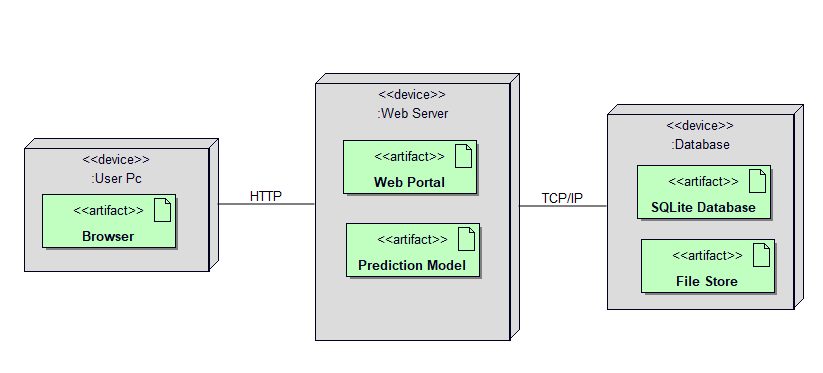 <<device>>
:User Pc
<<artifact>>
Browser
HTTP
<<device>>
:Web Server
<<artifact>>
Web Portal
<<artifact>>
Prediction Model
TCP/IP
<<device>>
:Database
<<artifact>>
SQLite Database
<<artifact>>
File Store